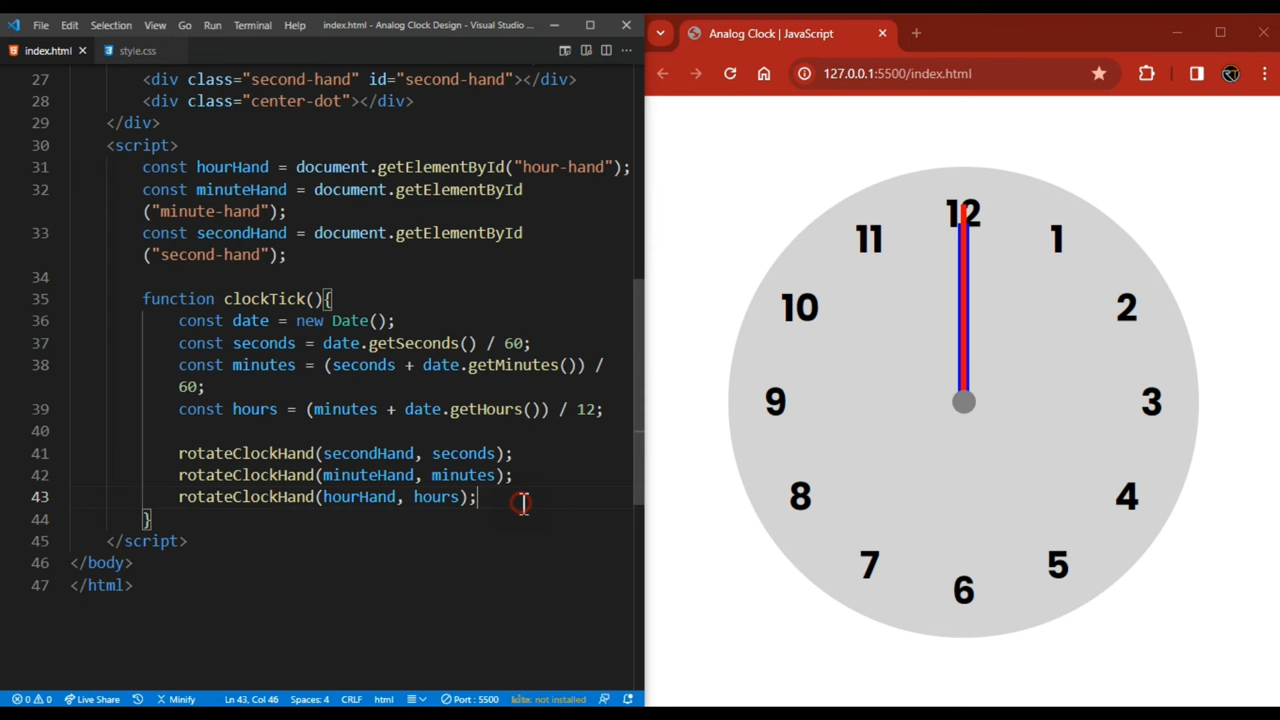 File Edit Selection View Go Run Terminal Help index.html - Analog Clock Design - Visual Studio ...
index.html style.css
27 <div class="second-hand" id="second-hand"></div>
28 <div class="center-dot"></div>
29 </div>
30 <script>
31 const hourHand = document.getElementById("hour-hand");
32 const minuteHand = document.getElementById
("minute-hand");
33 const secondHand = document.getElementById
("second-hand");
34
35 function clockTick(){
36 const date = new Date();
37 const seconds = date.getSeconds() / 60;
38 const minutes = (seconds + date.getMinutes()) /
60;
39 const hours = (minutes + date.getHours()) / 12;
40
41 rotateClockHand(secondHand, seconds);
42 rotateClockHand(minuteHand, minutes);
43 rotateClockHand(hourHand, hours);
44 }
45 </script>
46 </body>
47 </html>
0 0 Live Share Minify Ln 43, Col 46 Spaces: 4 CRLF html Port : 5500 kite: not installed
Analog Clock | JavaScript
127.0.0.1:5500/index.html
12
11 1
10 2
9 3
8 4
7 5
6